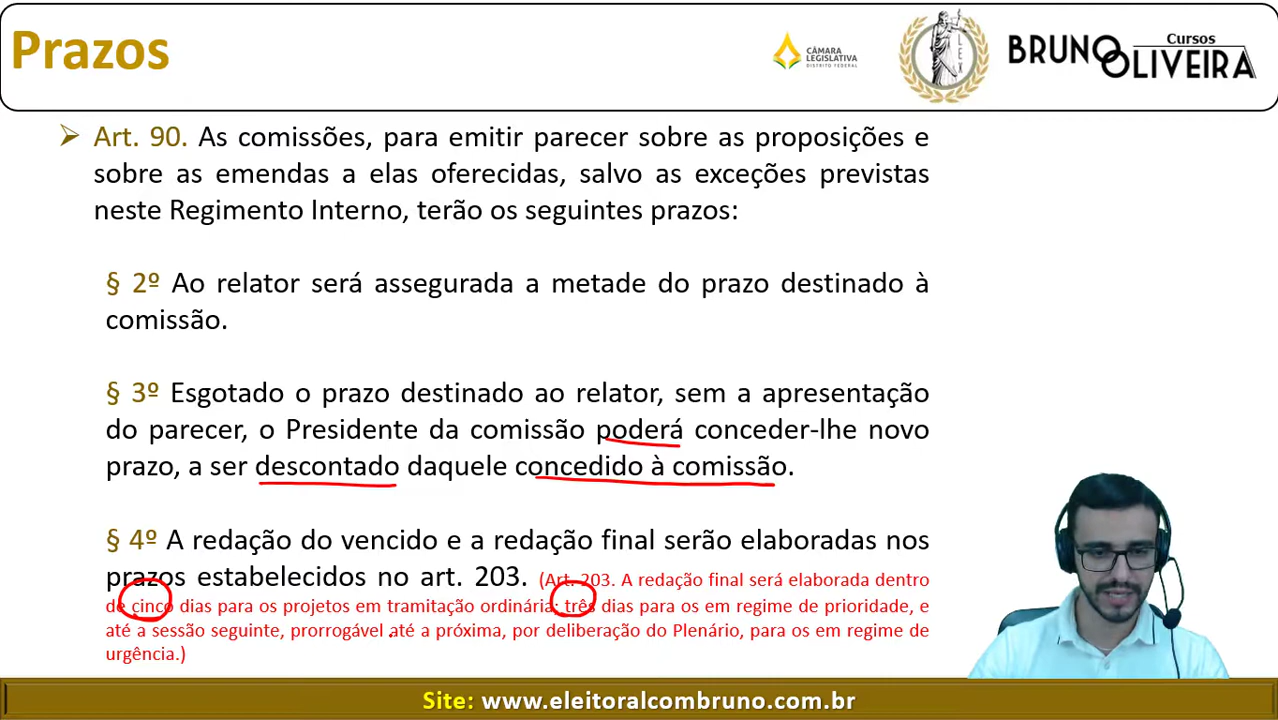 Prazos
CÂMARA
LEGISLATIVA
DISTRITO FEDERAL
LEX
Cursos
BRUNO
OLIVEIRA
Art. 90. As comissões, para emitir parecer sobre as proposições e
sobre as emendas a elas oferecidas, salvo as exceções previstas
neste Regimento Interno, terão os seguintes prazos:
§ 2º Ao relator será assegurada a metade do prazo destinado à
comissão.
§ 3º Esgotado o prazo destinado ao relator, sem a apresentação
do parecer, o Presidente da comissão poderá conceder-lhe novo
prazo, a ser descontado daquele concedido à comissão.
§ 4º A redação do vencido e a redação final serão elaboradas nos
prazos estabelecidos no art. 203. (Art. 203. A redação final será elaborada dentro
de cinco dias para os projetos em tramitação ordinária; três dias para os em regime de prioridade, e
até a sessão seguinte, prorrogável até a próxima, por deliberação do Plenário, para os em regime de
urgência.)
Site: www.eleitoralcombruno.com.br